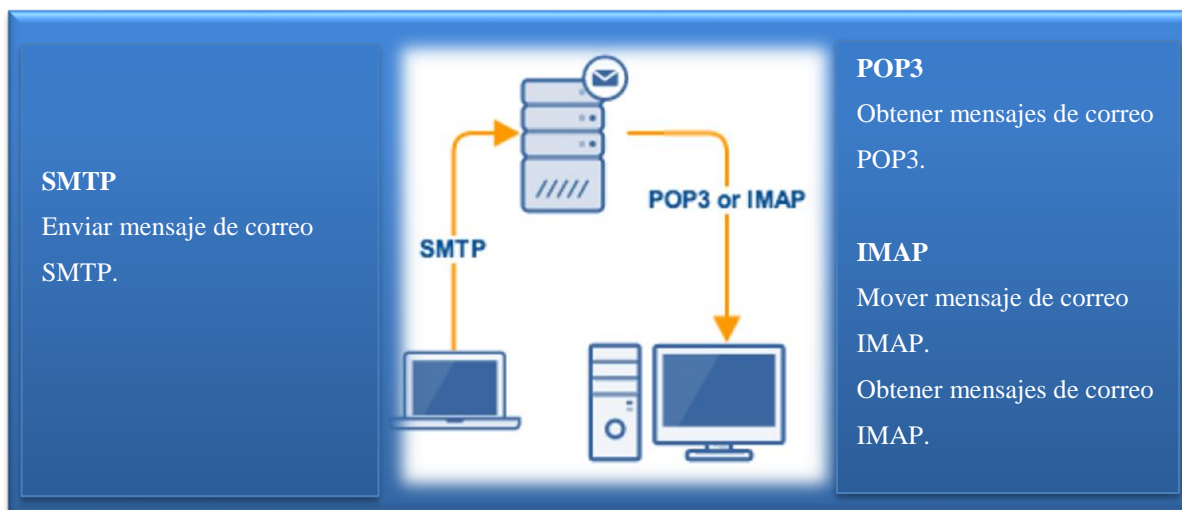 SMTP
Enviar mensaje de correo
SMTP.
SMTP
POP3 or IMAP
POP3
Obtener mensajes de correo
POP3.
IMAP
Mover mensaje de correo
IMAP.
Obtener mensajes de correo
IMAP.